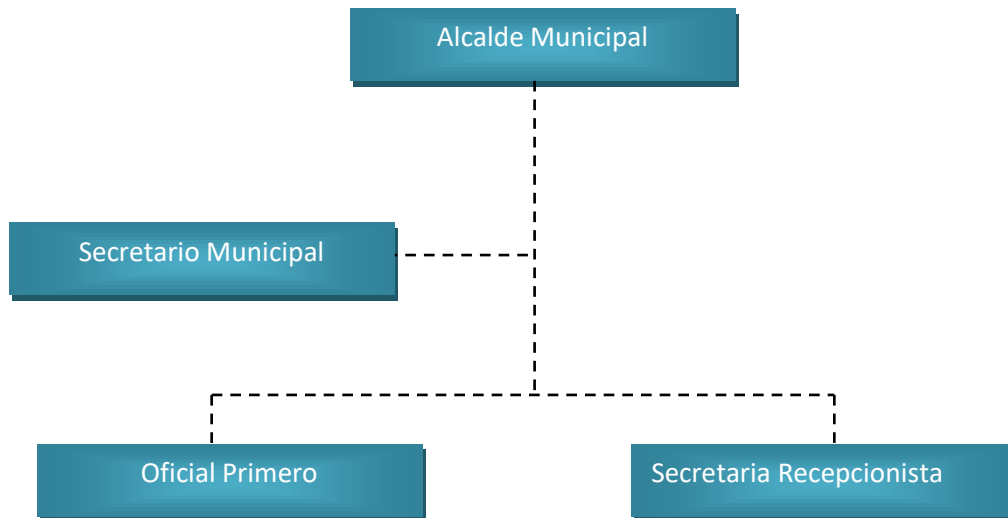 Alcalde Municipal
Secretario Municipal
Oficial Primero
Secretaria Recepcionista